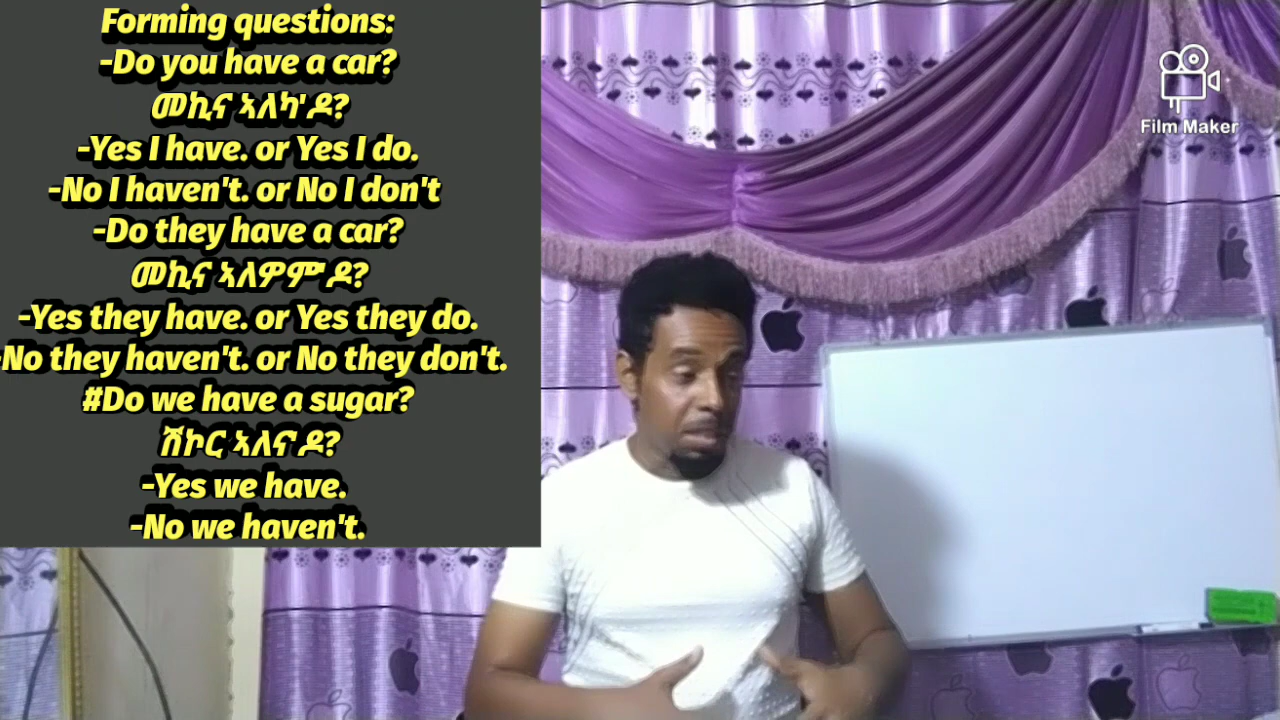 Forming questions:
-Do you have a car?
መኪና ኣለካ'ዶ?
-Yes I have. or Yes I do.
-No I haven't. or No I don't
-Do they have a car?
መኪና ኣለዎም'ዶ?
-Yes they have. or Yes they do.
-No they haven't. or No they don't.
#Do we have a sugar?
ሽኮር ኣለና'ዶ?
-Yes we have.
-No we haven't.
Film Maker